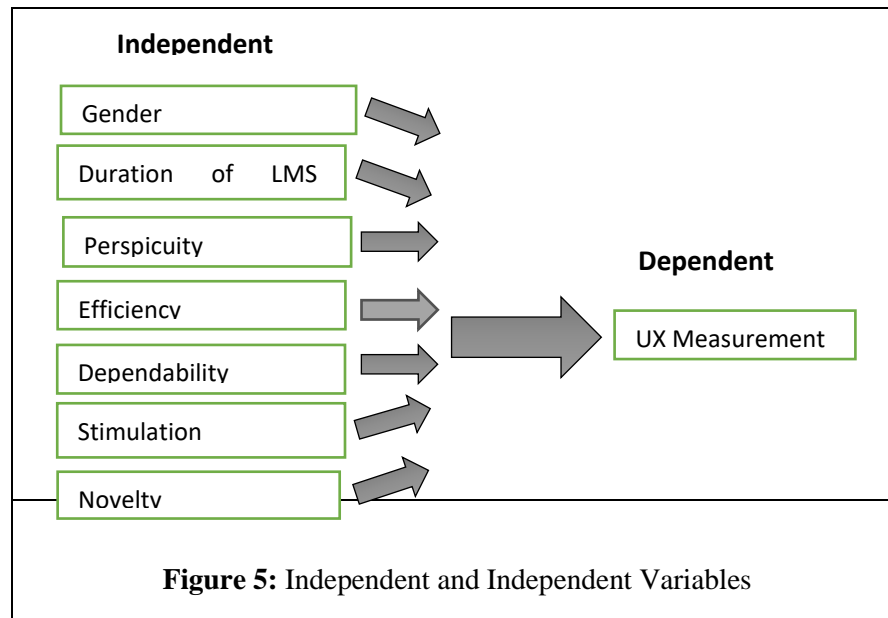 Independent
Gender
Duration of LMS
Perspicuity
Efficiency
Dependability
Stimulation
Novelty
Dependent
UX Measurement
Figure 5: Independent and Independent Variables